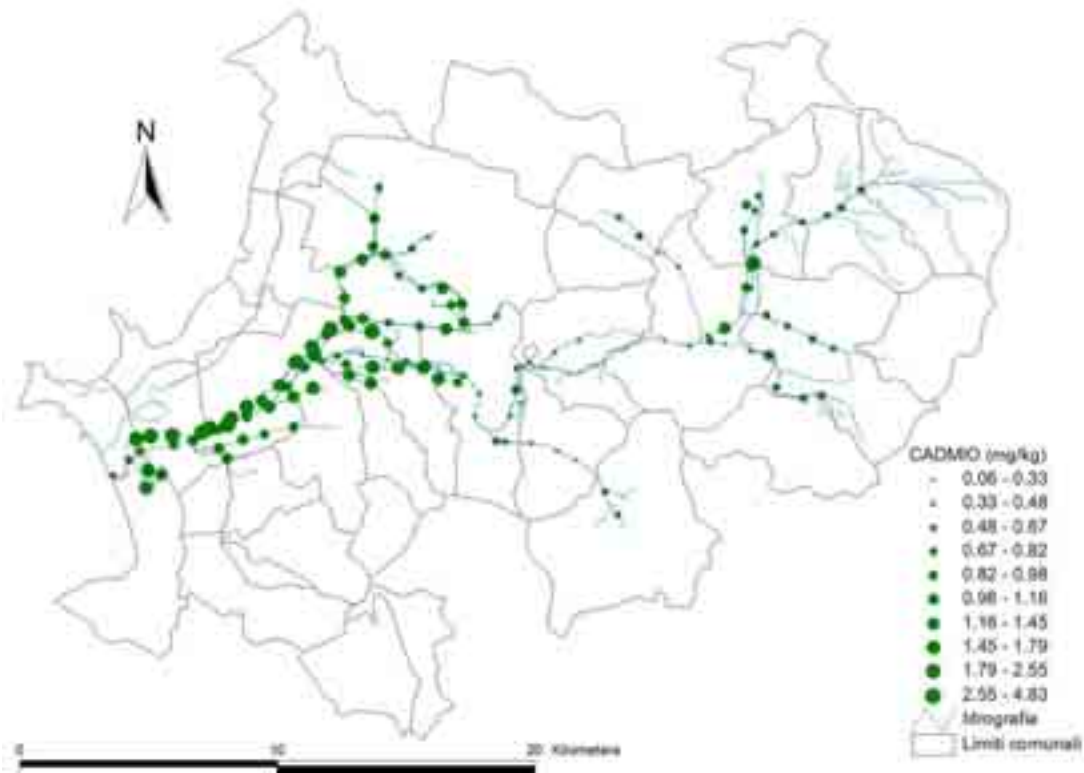 N
CADMIO (mg/kg)
0.06 - 0.33
0.33 - 0.48
0.48 - 0.67
0.67 - 0.82
0.82 - 0.98
0.98 - 1.16
1.16 - 1.45
1.45 - 1.79
1.79 - 2.55
2.55 - 4.83
Idrografia
Limiti comunali
0 10 20 Kilometers